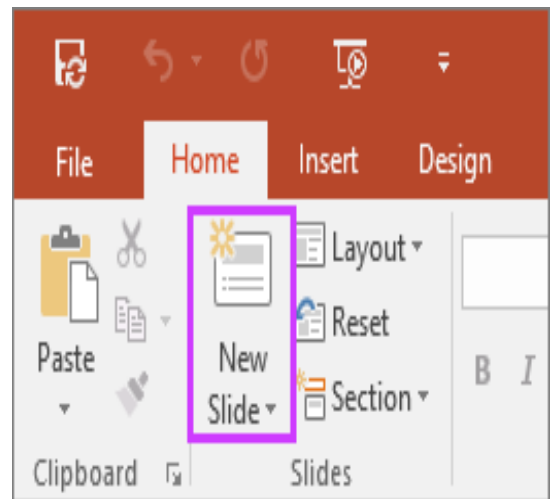 File Home Insert Design
Layout
Reset
Paste New
Slide Section
B I
Clipboard Slides